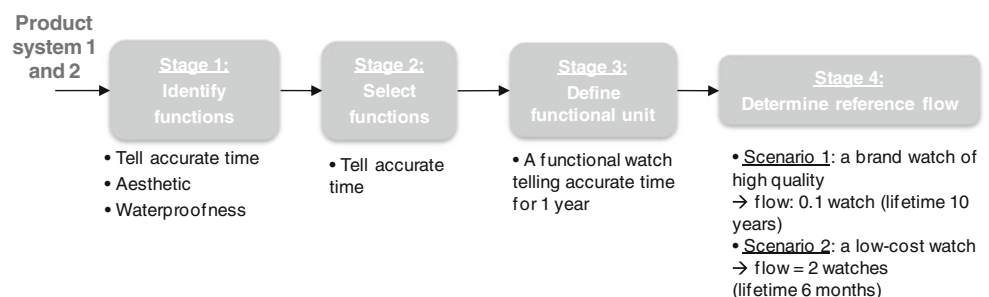 Product
system 1
and 2
Stage 1:
Identify
functions
Stage 2:
Select
functions
Stage 3:
Define
functional unit
Stage 4:
Determine reference flow
• Tell accurate time
• Aesthetic
• Waterproofness
• Tell accurate
time
• A functional watch
telling accurate time
for 1 year
• Scenario 1: a brand watch of
high quality
→ flow: 0.1 watch (lifetime 10
years)
• Scenario 2: a low-cost watch
→ flow = 2 watches
(lifetime 6 months)